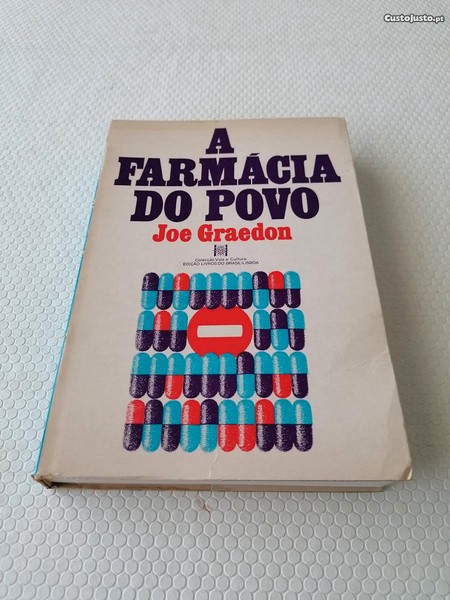 CustoJusto.pt
A
FARMÁCIA
DO POVO
Joe Graedon
Colecção Vida e Cultura
EDIÇÃO LIVROS DO BRASIL/LISBOA